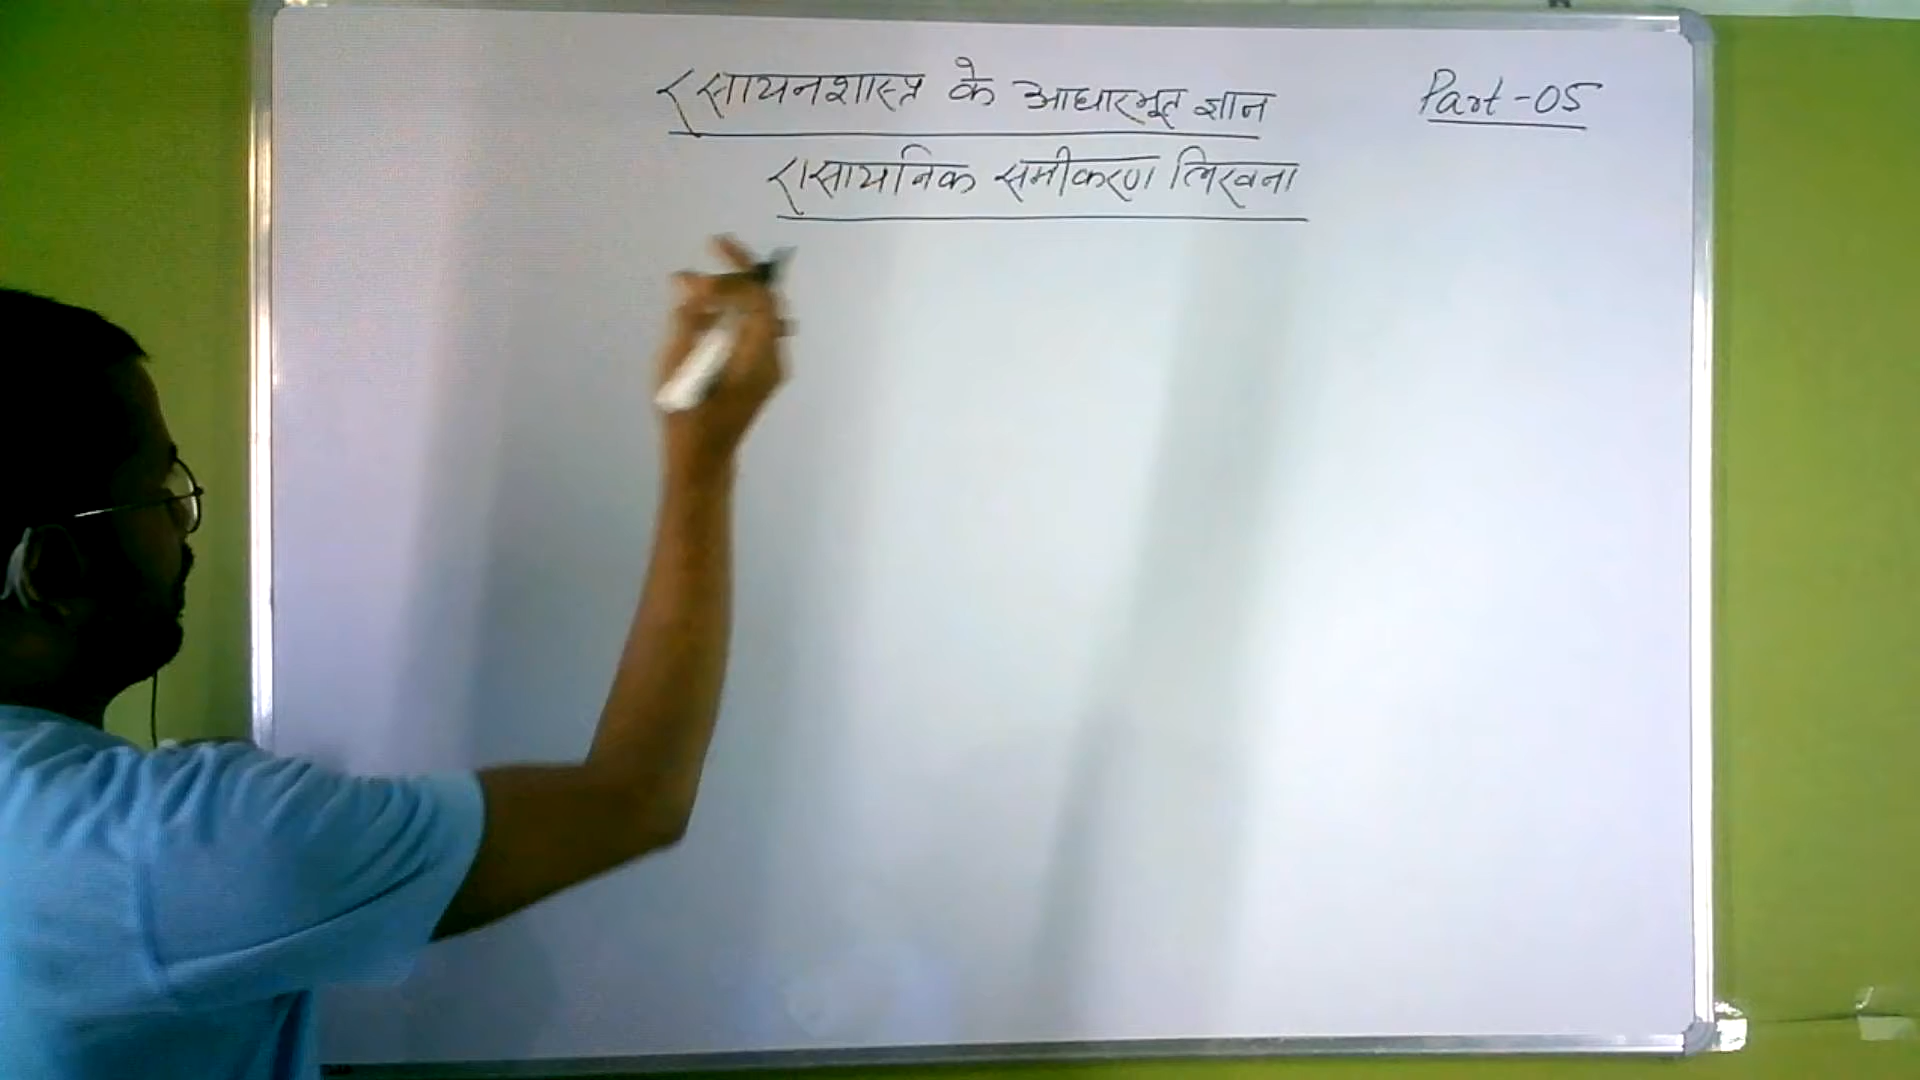 रसायनशास्त्र के आधारभूत ज्ञान Part-05
रासायनिक समीकरण लिखना